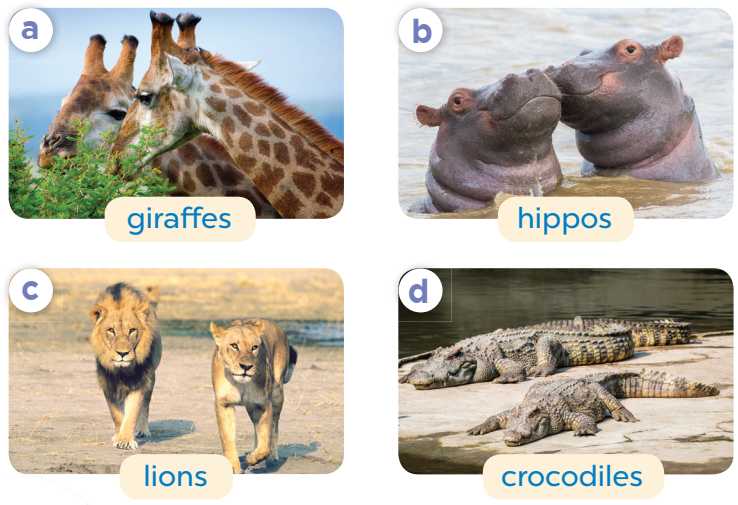 a
giraffes
b
hippos
c
lions
d
crocodiles